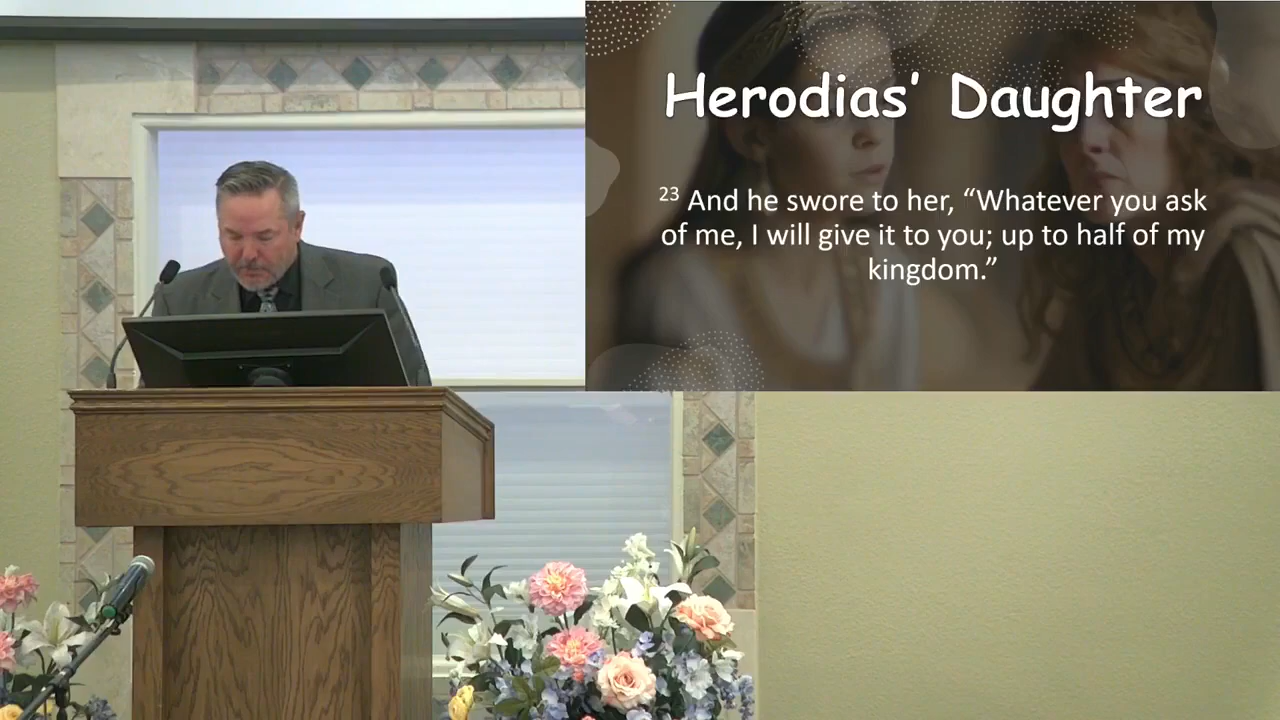 Herodias’ Daughter
23 And he swore to her, “Whatever you ask
of me, I will give it to you; up to half of my
kingdom.”